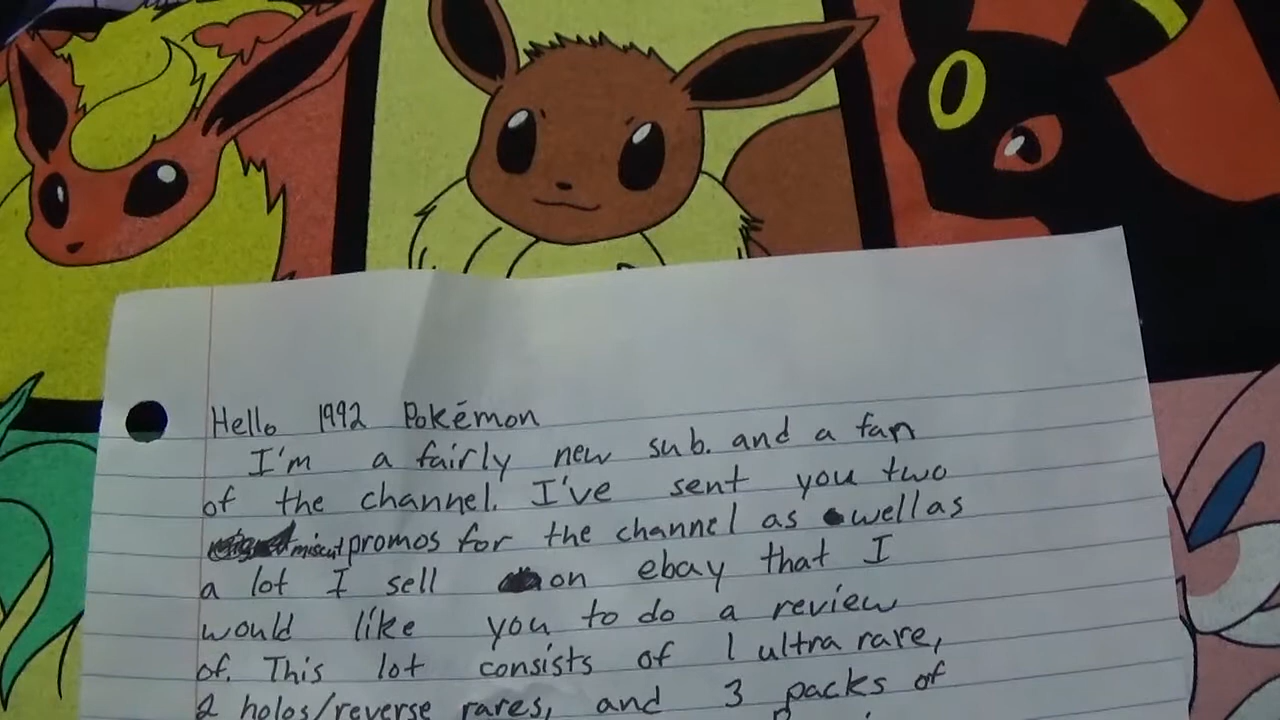 Hello 1992 Pokémon
I'm a fairly new sub. and a fan
of the channel. I've sent you two
miscut promos for the channel as well as
a lot I sell on ebay that I
would like you to do a review
of. This lot consists of 1 ultra rare,
2 holos/reverse rares, and 3 packs of